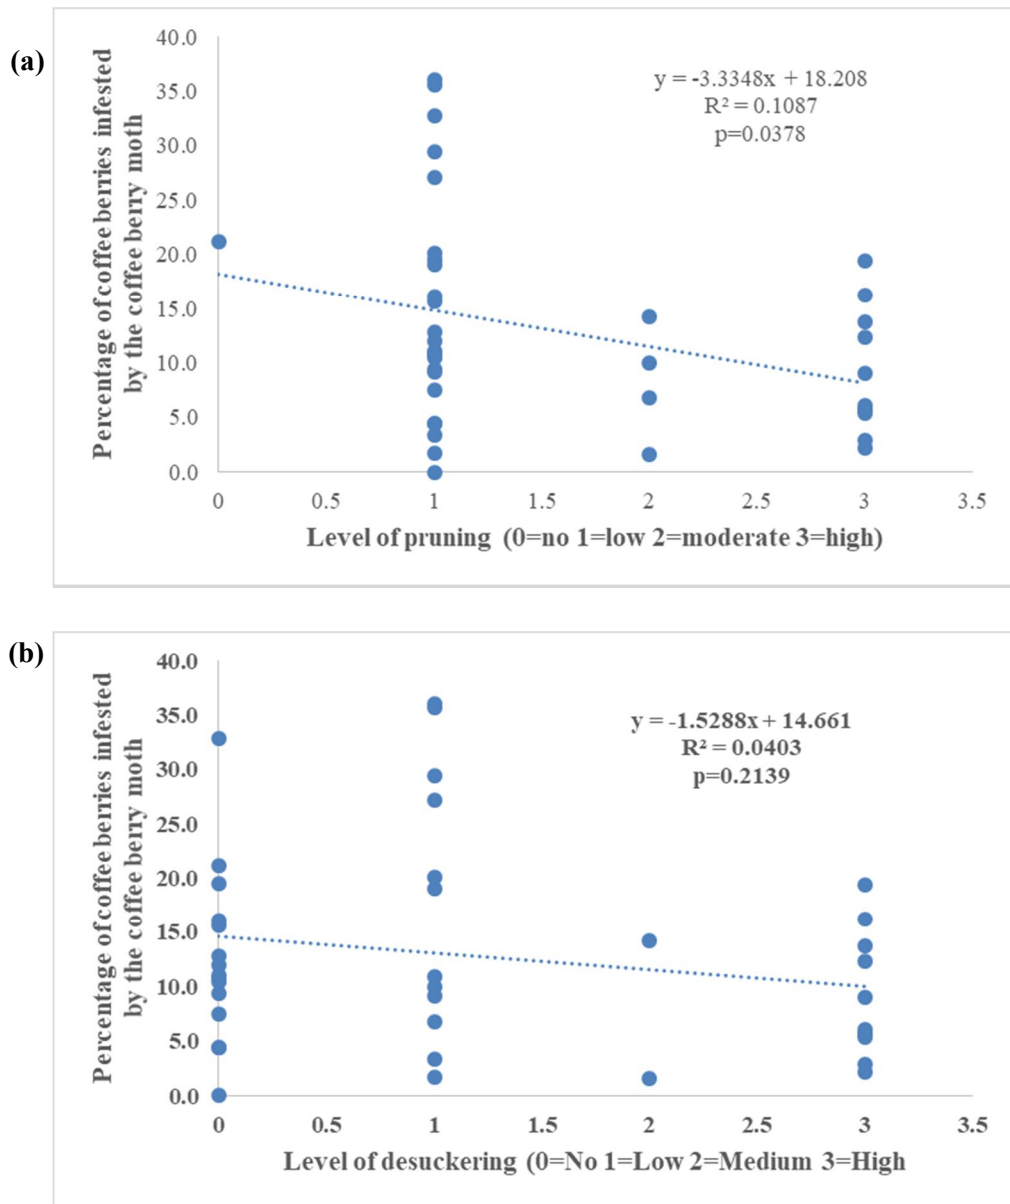 (a)
Percentage of coffee berries infested
by the coffee berry moth
40.0
35.0
30.0
25.0
20.0
15.0
10.0
5.0
0.0
y = -3.3348x + 18.208
R² = 0.1087
p=0.0378
0 0.5 1 1.5 2 2.5 3 3.5
Level of pruning (0=no 1=low 2=moderate 3=high)
(b)
Percentage of coffee berries infested
by the coffee berry moth
40.0
35.0
30.0
25.0
20.0
15.0
10.0
5.0
0.0
y = -1.5288x + 14.661
R² = 0.0403
p=0.2139
0 0.5 1 1.5 2 2.5 3 3.5
Level of desuckering (0=No 1=Low 2=Medium 3=High